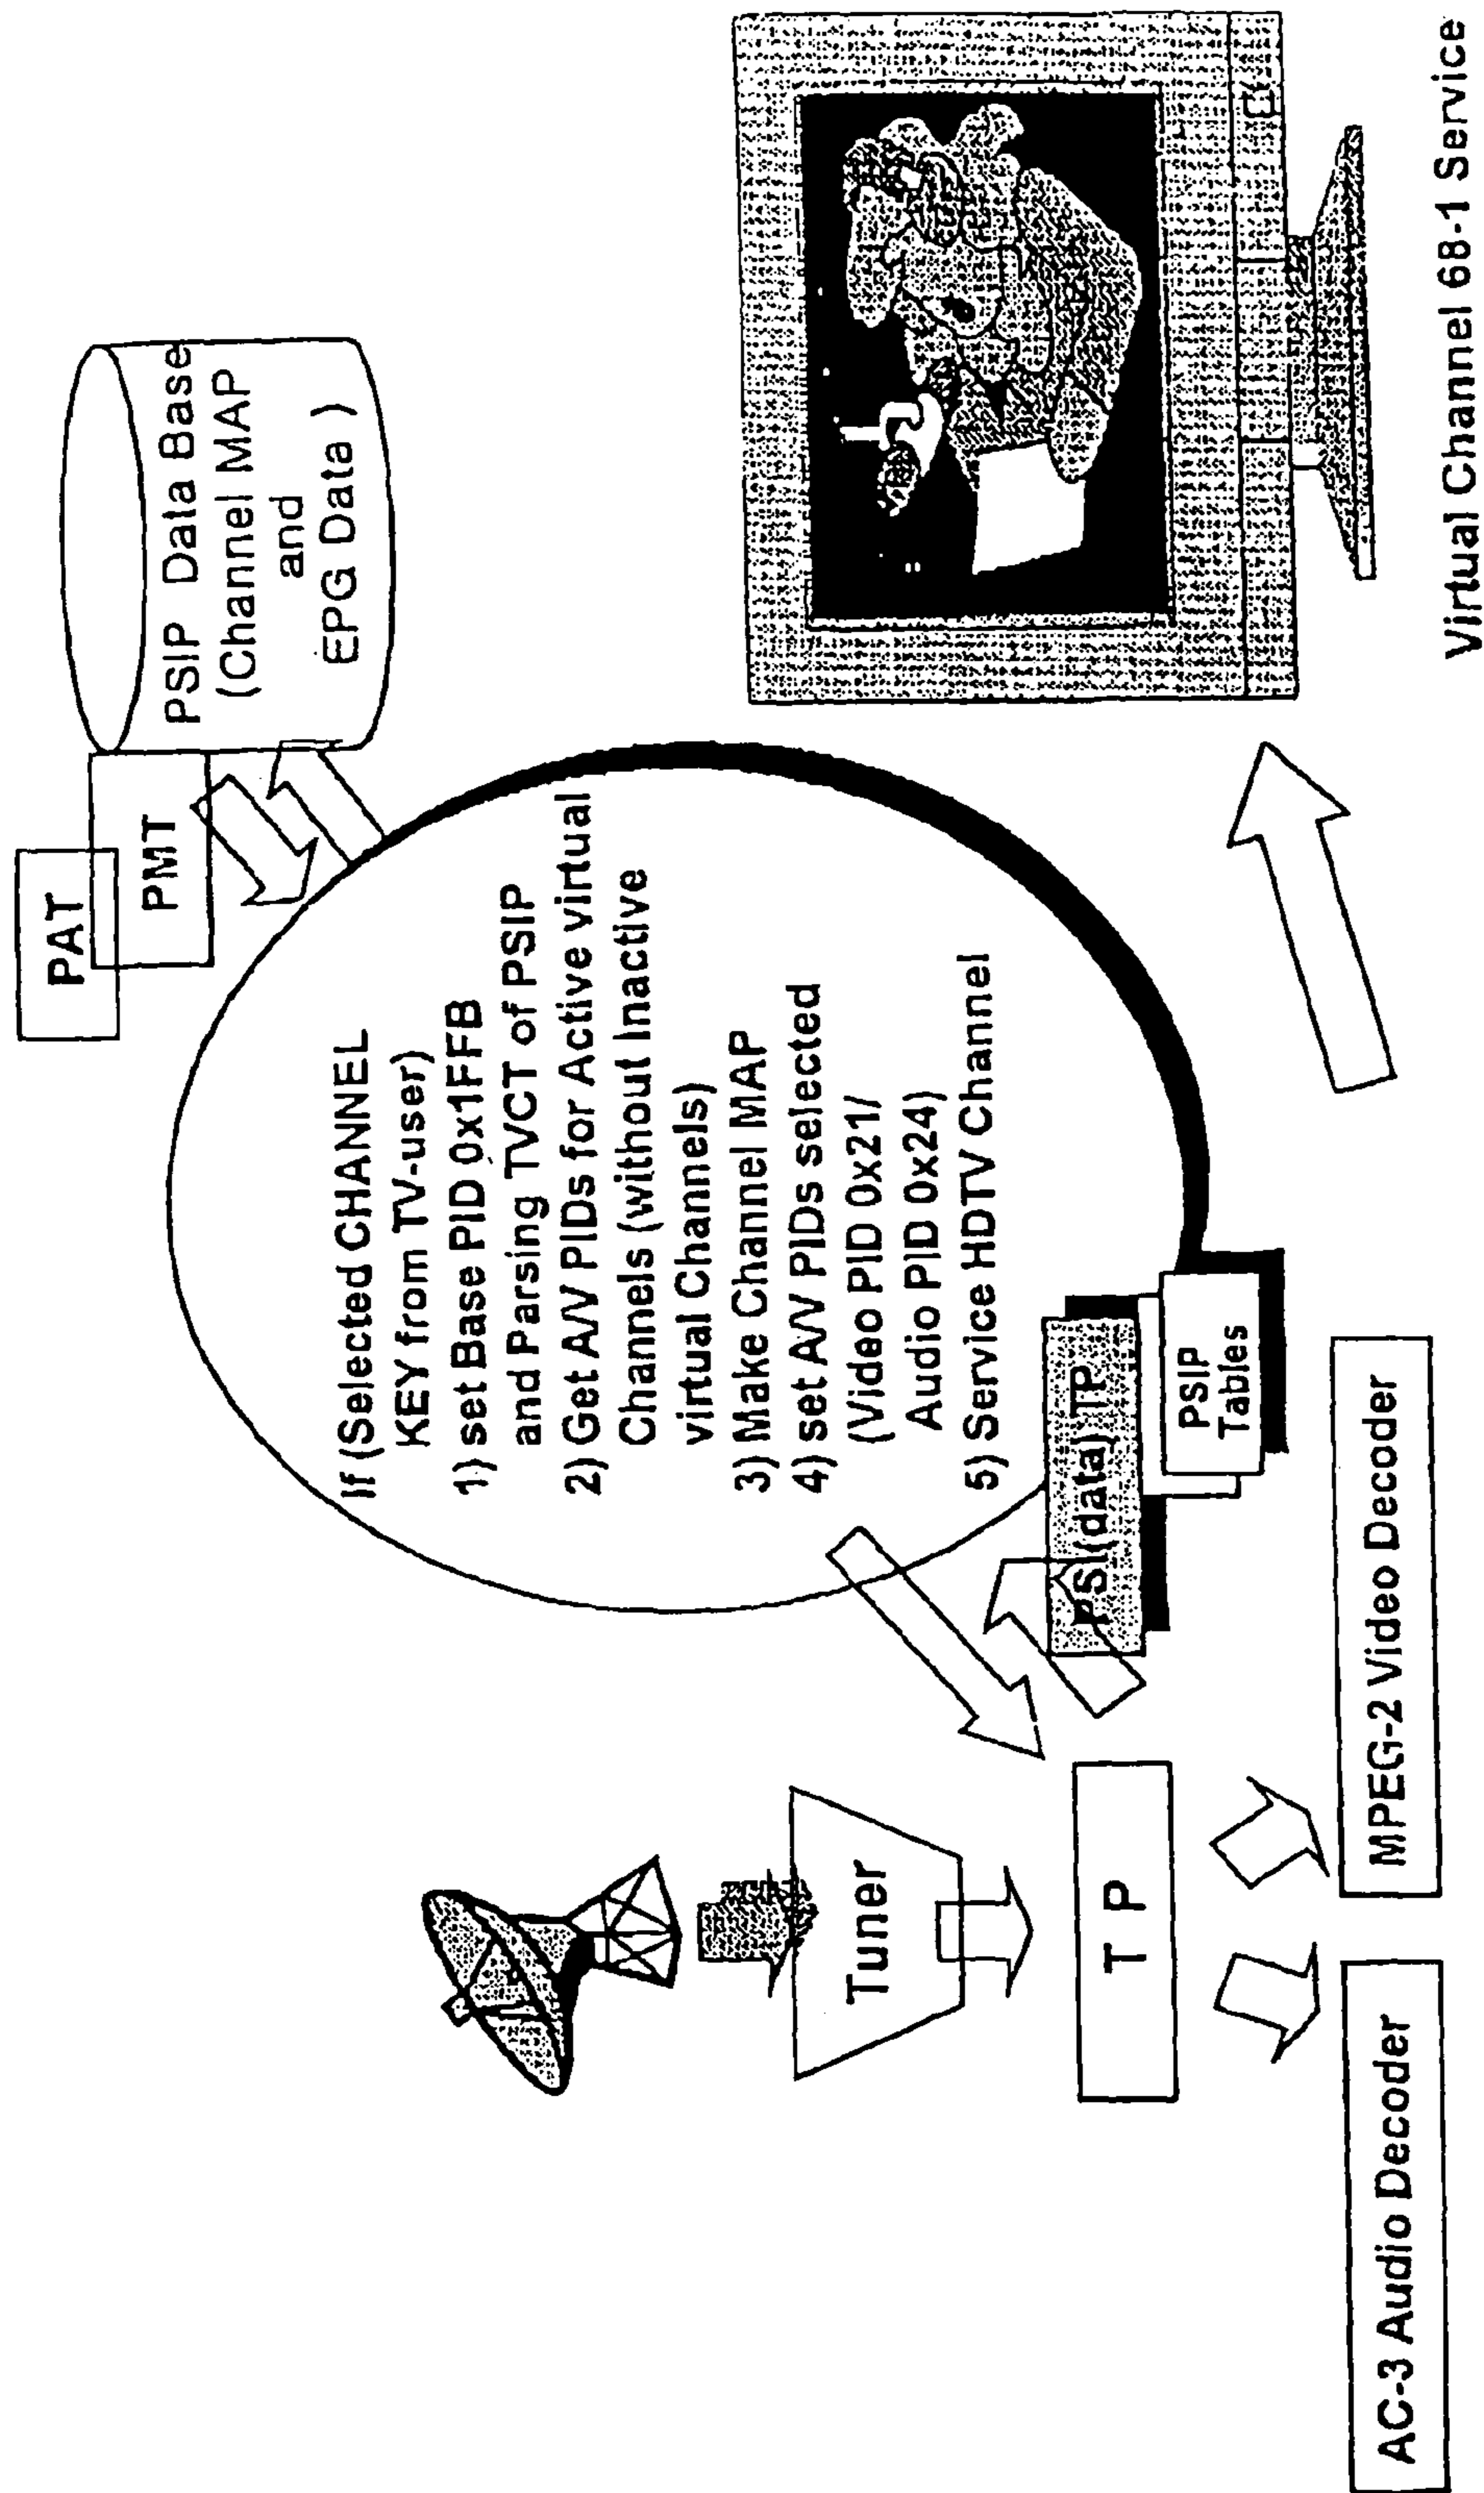 PAT
PMT
PSIP Data Base
(Channel MAP
and
EPG Data )
If (Selected CHANNEL
KEY from TV-user)
1) set Base PID 0x1FFB
and Parsing TVCT of PSIP
2) Get A/V PIDs for Active virtual
Channels (without Inactive
virtual Channels)
3) Make Channel MAP
4) set A/V PIDs selected
(Video PID 0x21/
Audio PID 0x24)
5) Service HDTV Channel
Tuner
T P
PSI(data) TP
PSIP
Tables
AC-3 Audio Decoder
MPEG-2 Video Decoder
Virtual Channel 68-1 Service